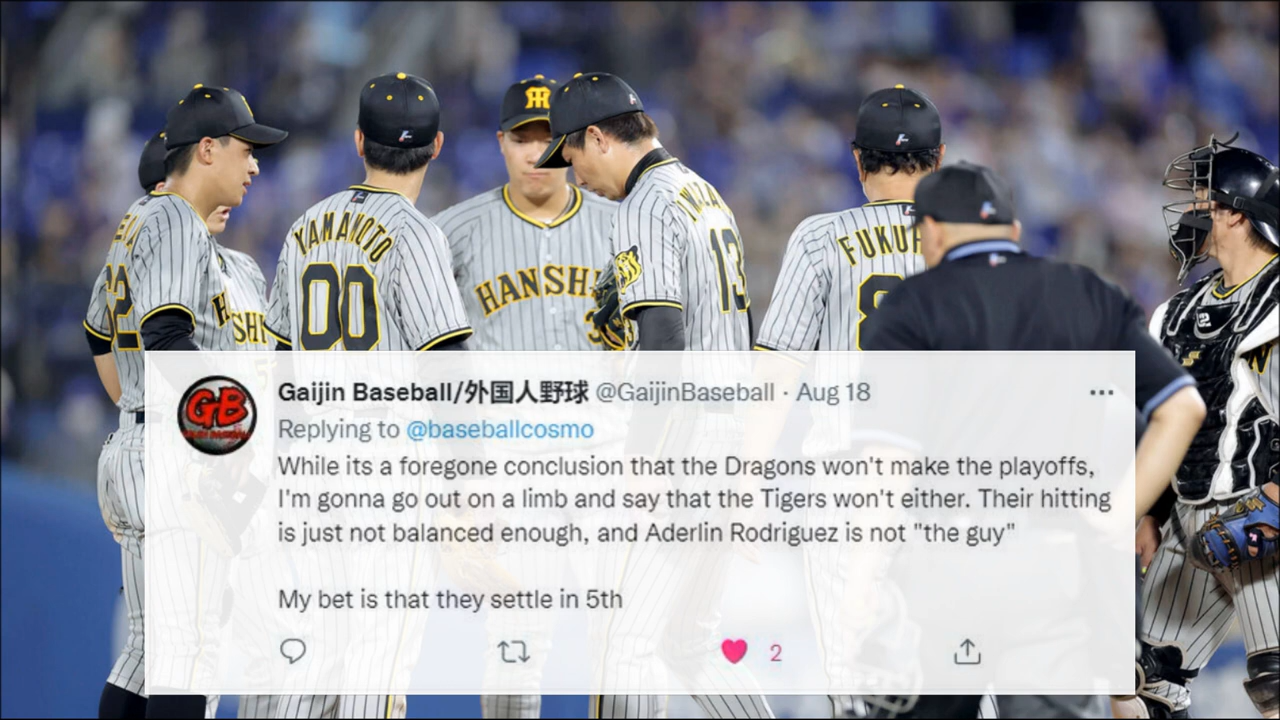 YAMAMOTO
00
HANSHI
13
FUKU
62
Gaijin Baseball/外国人野球 @GaijinBaseball · Aug 18
Replying to @baseballcosmo
While its a foregone conclusion that the Dragons won't make the playoffs,
I'm gonna go out on a limb and say that the Tigers won't either. Their hitting
is just not balanced enough, and Aderlin Rodriguez is not "the guy"
My bet is that they settle in 5th
2
GB